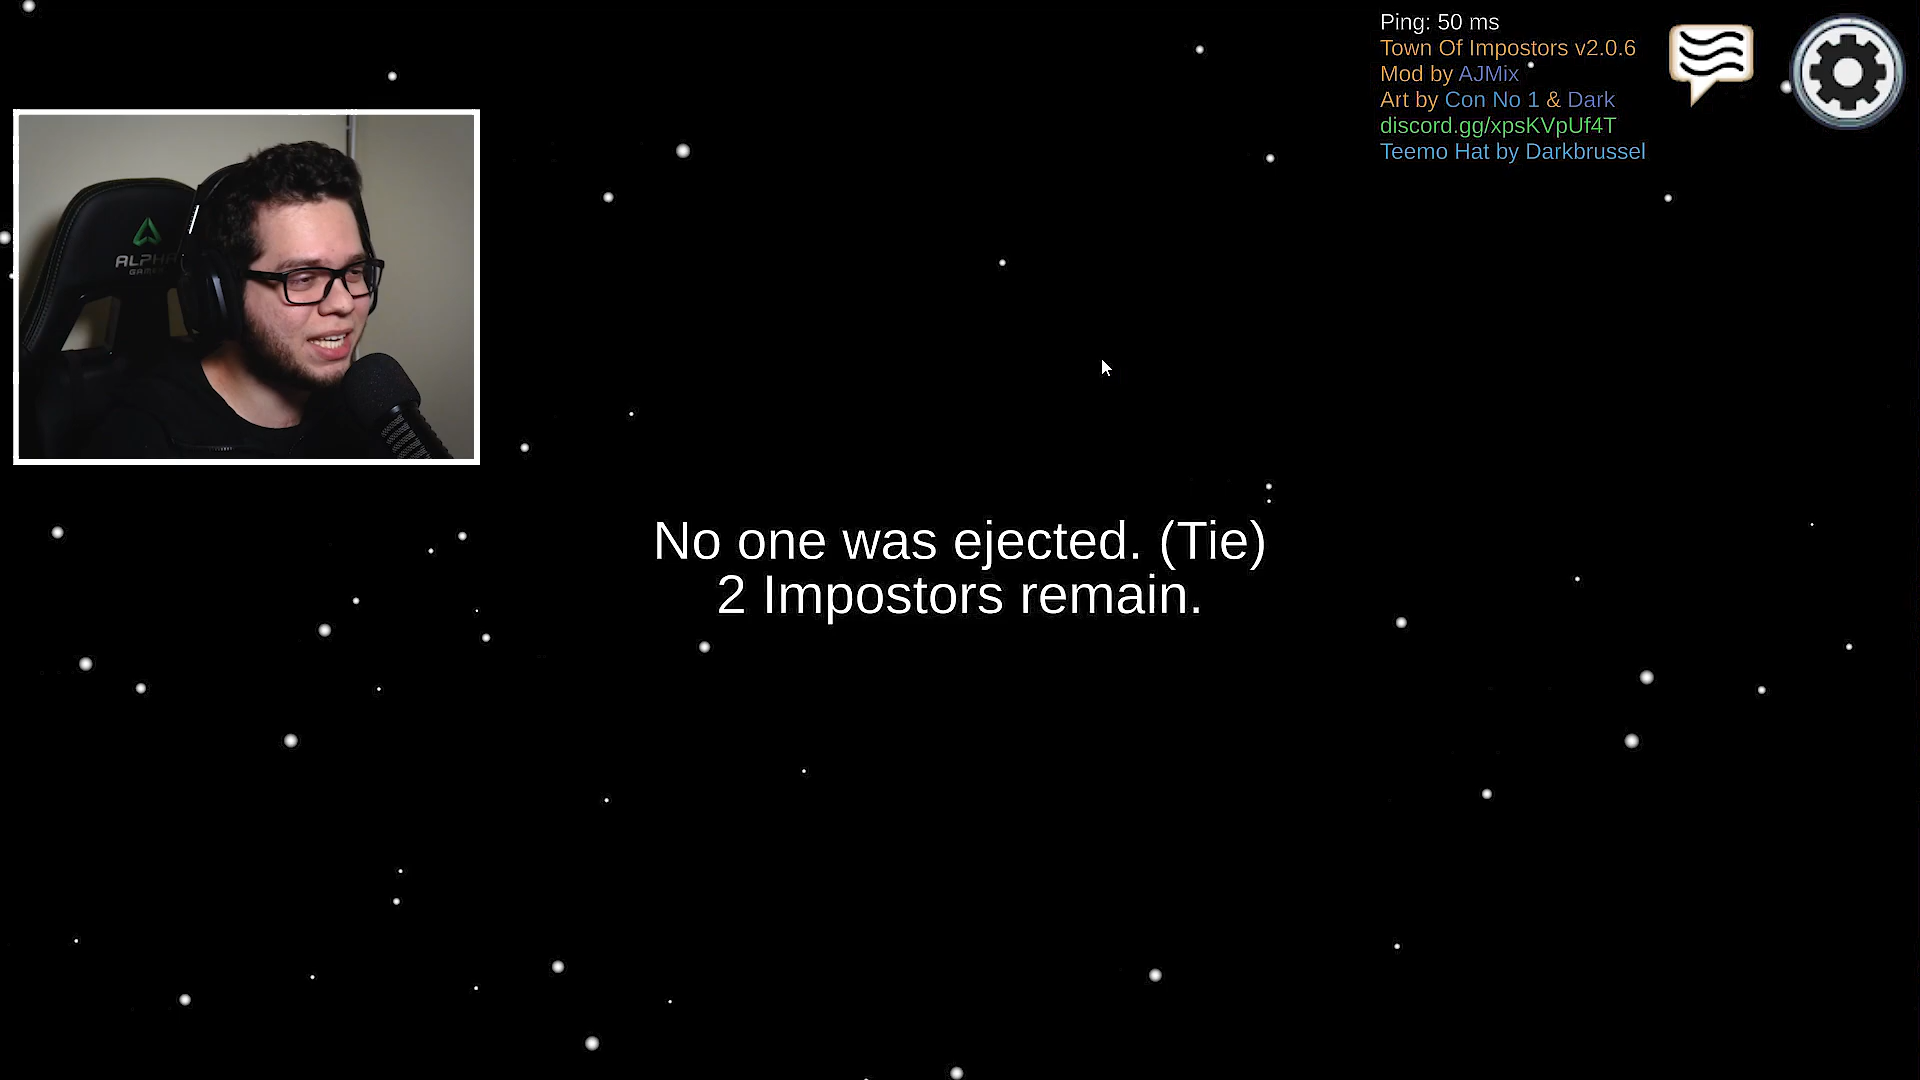 Ping: 50 ms
Town Of Impostors v2.0.6
Mod by AJMix
Art by Con No 1 & Dark
discord.gg/xpsKVpUf4T
Teemo Hat by Darkbrussel
ALPHA
GAMER
No one was ejected. (Tie)
2 Impostors remain.